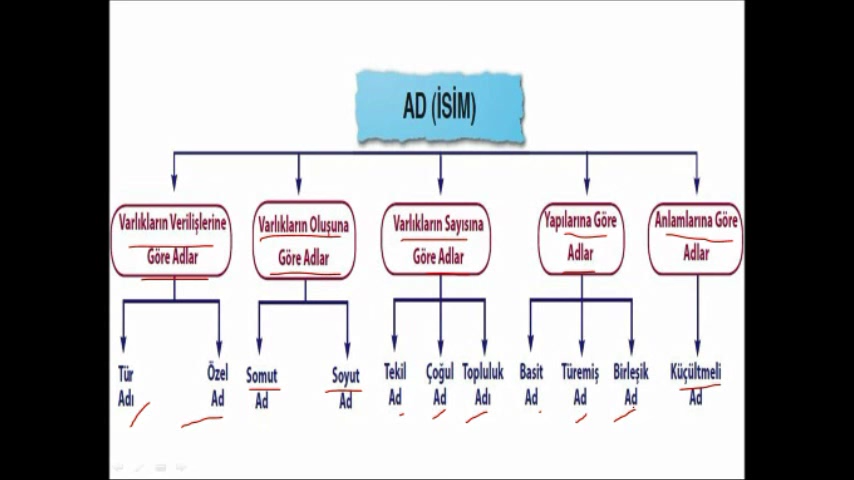 AD (İSİM)
Varlıkların Verilişlerine
Göre Adlar
Varlıkların Oluşuna
Göre Adlar
Varlıkların Sayısına
Göre Adlar
Yapılarına Göre
Adlar
Anlamlarına Göre
Adlar
Tür
Adı
Özel
Ad
Somut
Ad
Soyut
Ad
Tekil
Ad
Çoğul
Ad
Topluluk
Adı
Basit
Ad
Türemiş
Ad
Birleşik
Ad
Küçültmeli
Ad